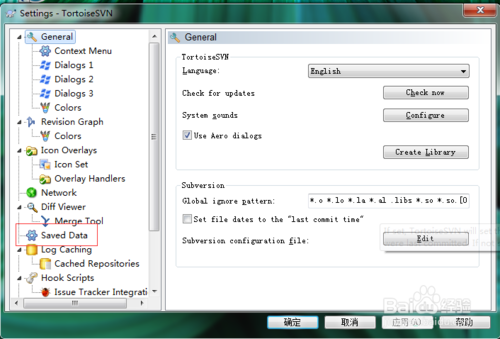 Settings - TortoiseSVN
General
Context Menu
Dialogs 1
Dialogs 2
Dialogs 3
Colors
Revision Graph
Colors
Icon Overlays
Icon Set
Overlay Handlers
Network
Diff Viewer
Merge Tool
Saved Data
Log Caching
Cached Repositories
Hook Scripts
Issue Tracker Integrati
General
TortoiseSVN
Language:
English
Check for updates
Check now
System sounds
Configure
Use Aero dialogs
Create Library
Subversion
Global ignore pattern:
*.o *.lo *.la *.al .libs *.so *.so.[0
Set file dates to the "last commit time"
Subversion configuration file:
Edit
确定
取消
应用(A)
帮助
Baidu 经验